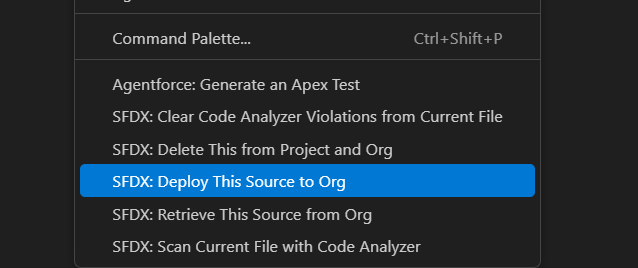 Command Palette... Ctrl+Shift+P
Agentforce: Generate an Apex Test
SFDX: Clear Code Analyzer Violations from Current File
SFDX: Delete This from Project and Org
SFDX: Deploy This Source to Org
SFDX: Retrieve This Source from Org
SFDX: Scan Current File with Code Analyzer